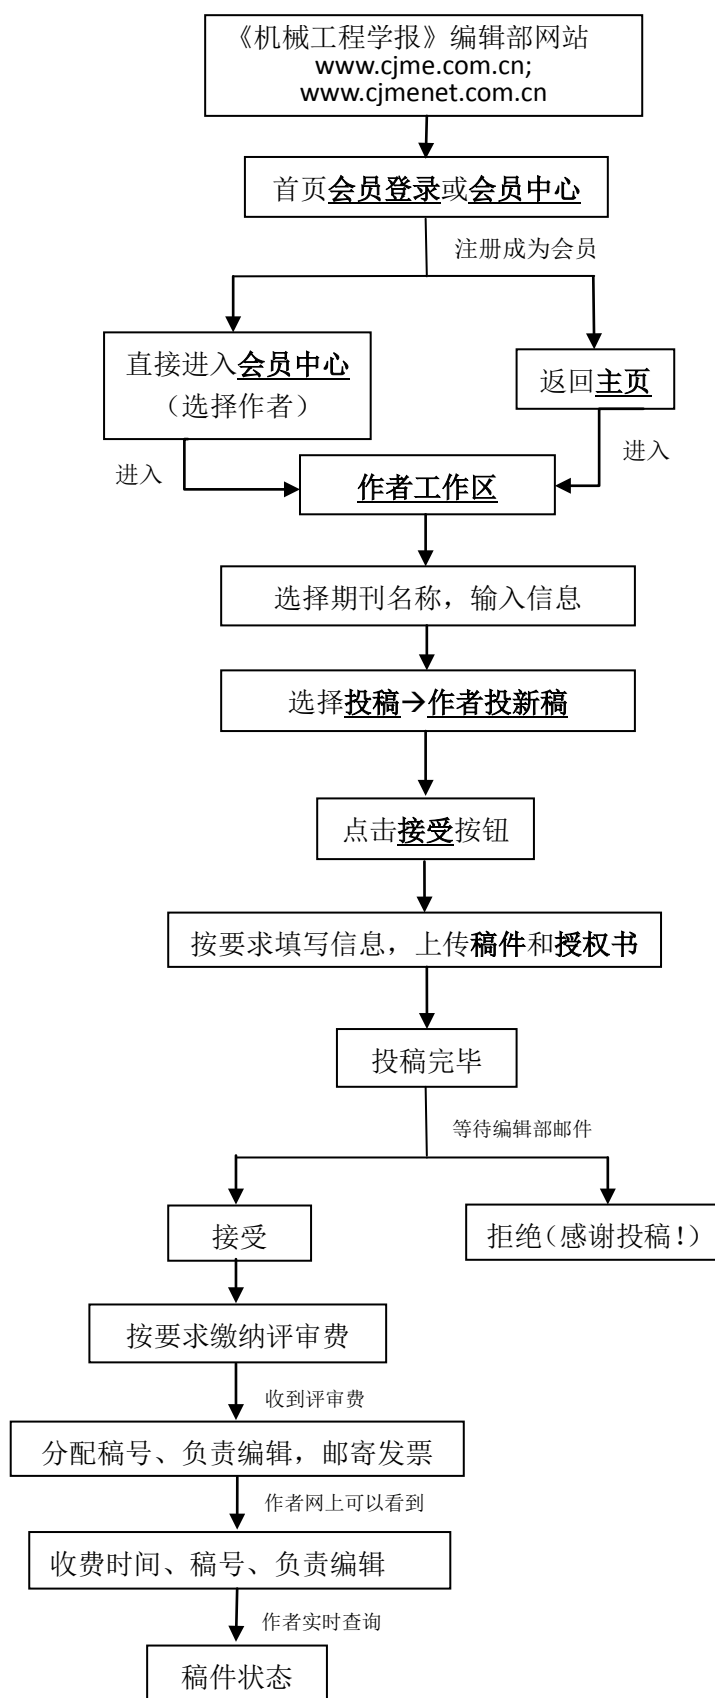 《机械工程学报》编辑部网站
www.cjme.com.cn;
www.cjmenet.com.cn
首页会员登录或会员中心
注册成为会员
直接进入会员中心
（选择作者）
返回主页
进入
进入
作者工作区
选择期刊名称，输入信息
选择投稿→作者投新稿
点击接受按钮
按要求填写信息，上传稿件和授权书
投稿完毕
等待编辑部邮件
接受
拒绝（感谢投稿！）
按要求缴纳评审费
收到评审费
分配稿号、负责编辑，邮寄发票
作者网上可以看到
收费时间、稿号、负责编辑
作者实时查询
稿件状态